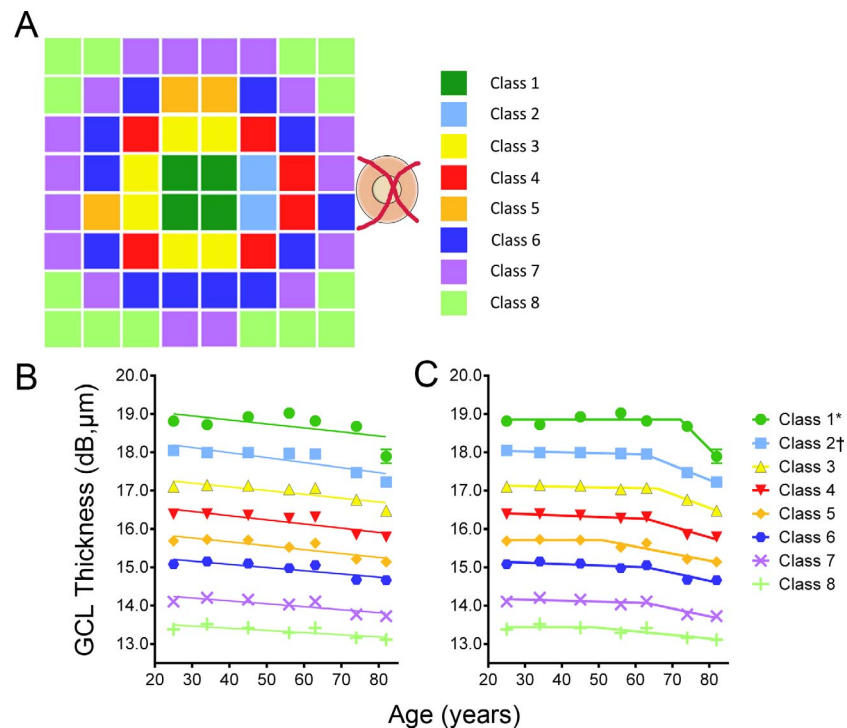 A
Class 1
Class 2
Class 3
Class 4
Class 5
Class 6
Class 7
Class 8
B
C
GCL Thickness (dB,µm)
20.0
19.0
18.0
17.0
16.0
15.0
14.0
13.0
20 30 40 50 60 70 80
20.0
19.0
18.0
17.0
16.0
15.0
14.0
13.0
20 30 40 50 60 70 80
Age (years)
Class 1*
Class 2†
Class 3
Class 4
Class 5
Class 6
Class 7
Class 8